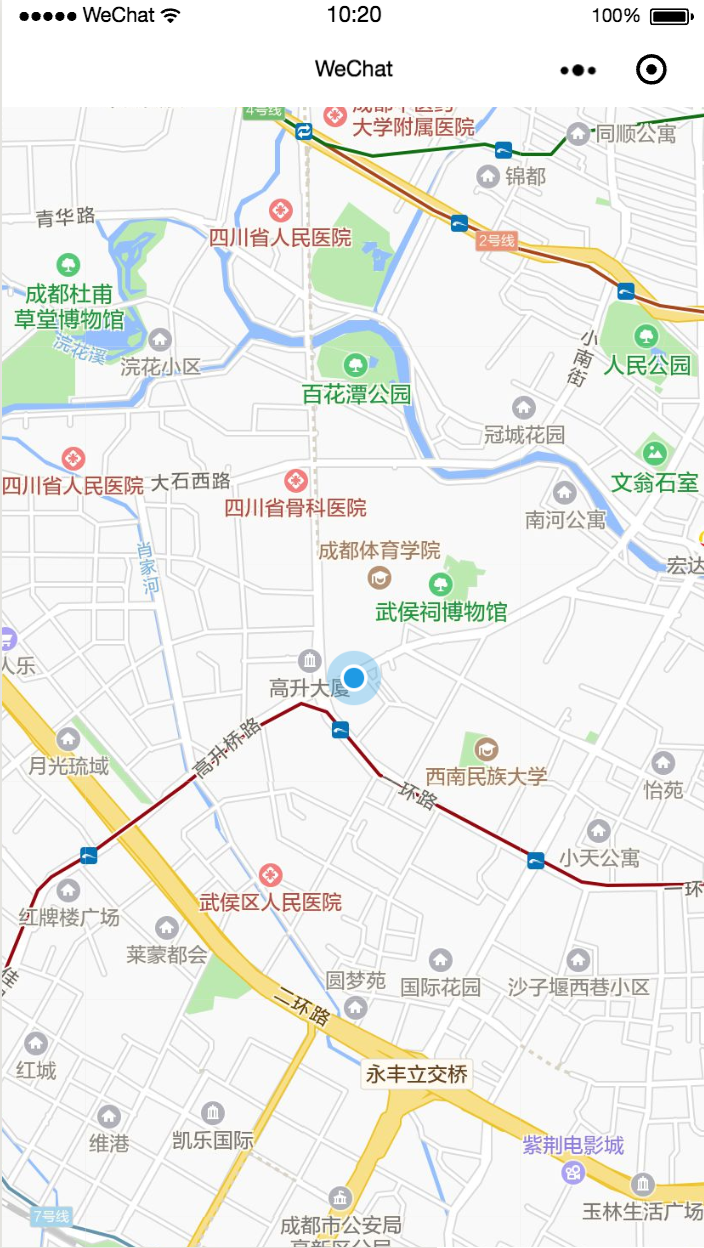 WeChat
10:20
100%
WeChat
4号线
大学附属医院
同顺公寓
锦都
青华路
四川省人民医院
2号线
成都杜甫
草堂博物馆
浣花溪
浣花小区
小南街
人民公园
百花潭公园
冠城花园
四川省人民医院
大石西路
四川省骨科医院
文翁石室
南河公寓
肖家河
成都体育学院
宏达
武侯祠博物馆
人乐
高升大厦
高升桥路
月光琉域
西南民族大学
怡苑
一环路
小天公寓
一环
红牌楼广场
武侯区人民医院
莱蒙都会
佳
圆梦苑
国际花园
沙子堰西巷小区
二环路
红城
永丰立交桥
维港
凯乐国际
紫荆电影城
7号线
成都市公安局
玉林生活广场